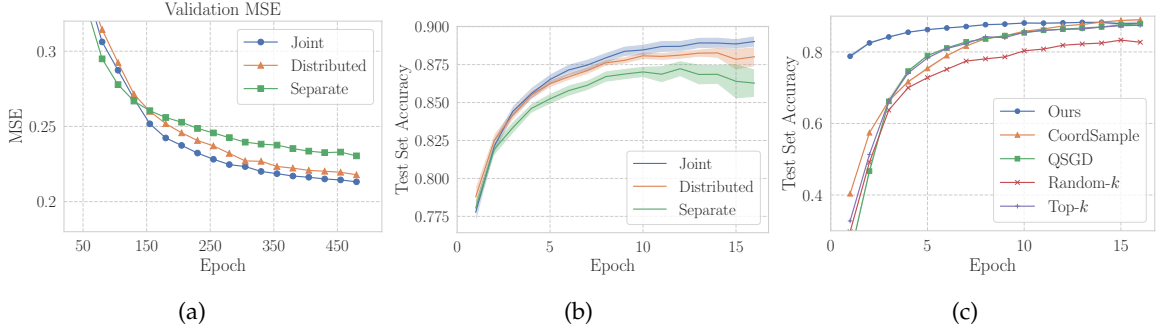 Validation MSE
MSE
0.3
0.25
0.2
50
150
250
350
450
Epoch
Joint
Distributed
Separate
(a)
Test Set Accuracy
0.900
0.875
0.850
0.825
0.800
0.775
0
5
10
15
Epoch
Joint
Distributed
Separate
(b)
Test Set Accuracy
0.8
0.6
0.4
0
5
10
15
Epoch
Ours
CoordSample
QSGD
Random-k
Top-k
(c)